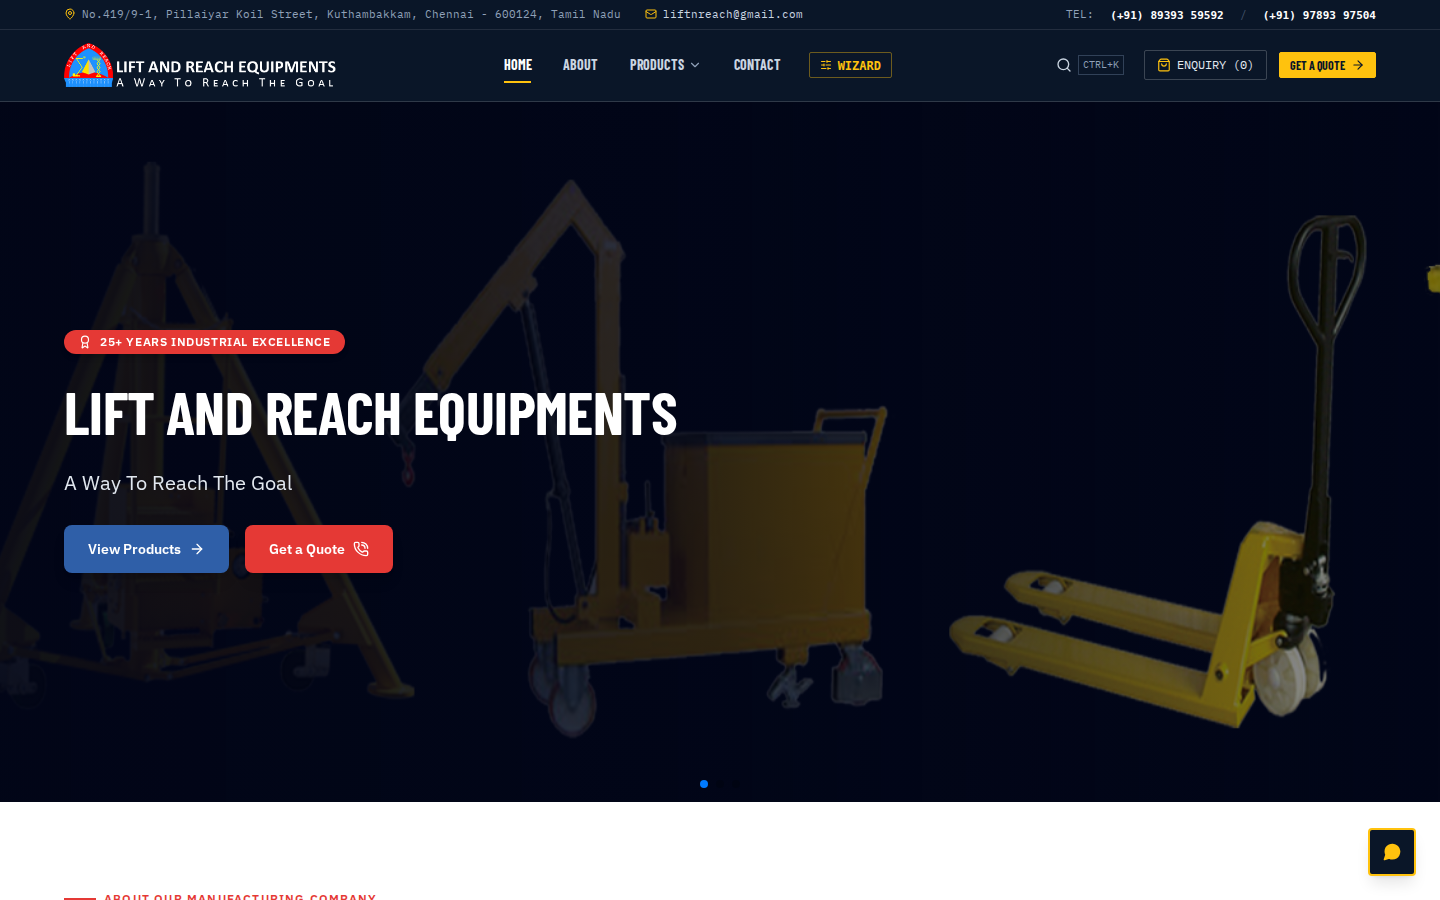 No.419/9-1, Pillaiyar Koil Street, Kuthambakkam, Chennai - 600124, Tamil Nadu
liftnreach@gmail.com
TEL: (+91) 89393 59592 / (+91) 97893 97504
LIFT AND REACH EQUIPMENTS
A Way To Reach The Goal
HOME
ABOUT
PRODUCTS
CONTACT
WIZARD
CTRL+K
ENQUIRY (0)
GET A QUOTE
25+ YEARS INDUSTRIAL EXCELLENCE
LIFT AND REACH EQUIPMENTS
A Way To Reach The Goal
View Products
Get a Quote
ABOUT OUR MANUFACTURING COMPANY